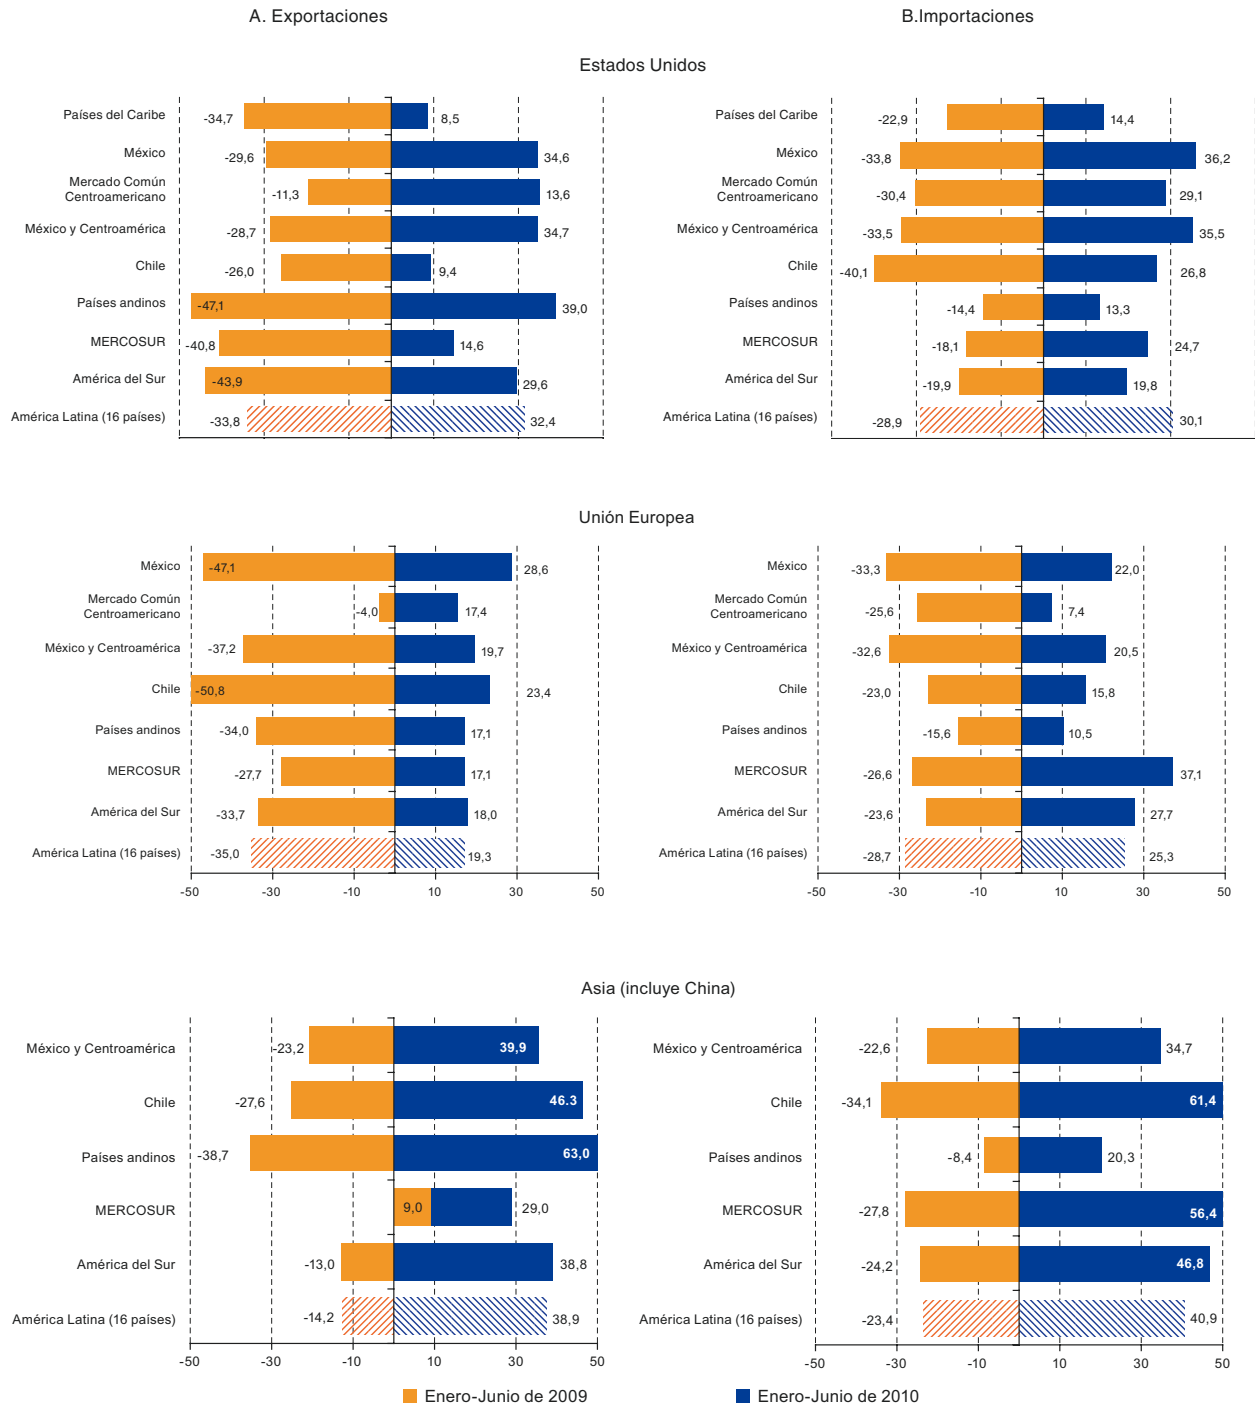 A. Exportaciones
B.Importaciones
Estados Unidos
Países del Caribe
-34,7
8,5
México
-29,6
34,6
Mercado Común
Centroamericano
-11,3
13,6
México y Centroamérica
-28,7
34,7
Chile
-26,0
9,4
Países andinos
-47,1
39,0
MERCOSUR
-40,8
14,6
América del Sur
-43,9
29,6
América Latina (16 países)
-33,8
32,4
Países del Caribe
-22,9
14,4
México
-33,8
36,2
Mercado Común
Centroamericano
-30,4
29,1
México y Centroamérica
-33,5
35,5
Chile
-40,1
26,8
Países andinos
-14,4
13,3
MERCOSUR
-18,1
24,7
América del Sur
-19,9
19,8
América Latina (16 países)
-28,9
30,1
Unión Europea
México
-47,1
28,6
Mercado Común
Centroamericano
-4,0
17,4
México y Centroamérica
-37,2
19,7
Chile
-50,8
23,4
Países andinos
-34,0
17,1
MERCOSUR
-27,7
17,1
América del Sur
-33,7
18,0
América Latina (16 países)
-35,0
19,3
-50 -30 -10 10 30 50
México
-33,3
22,0
Mercado Común
Centroamericano
-25,6
7,4
México y Centroamérica
-32,6
20,5
Chile
-23,0
15,8
Países andinos
-15,6
10,5
MERCOSUR
-26,6
37,1
América del Sur
-23,6
27,7
América Latina (16 países)
-28,7
25,3
-50 -30 -10 10 30 50
Asia (incluye China)
México y Centroamérica
-23,2
39,9
Chile
-27,6
46.3
Países andinos
-38,7
63,0
MERCOSUR
9,0
29,0
América del Sur
-13,0
38,8
América Latina (16 países)
-14,2
38,9
-50 -30 -10 10 30 50
México y Centroamérica
-22,6
34,7
Chile
-34,1
61,4
Países andinos
-8,4
20,3
MERCOSUR
-27,8
56,4
América del Sur
-24,2
46,8
América Latina (16 países)
-23,4
40,9
-50 -30 -10 10 30 50
Enero-Junio de 2009
Enero-Junio de 2010